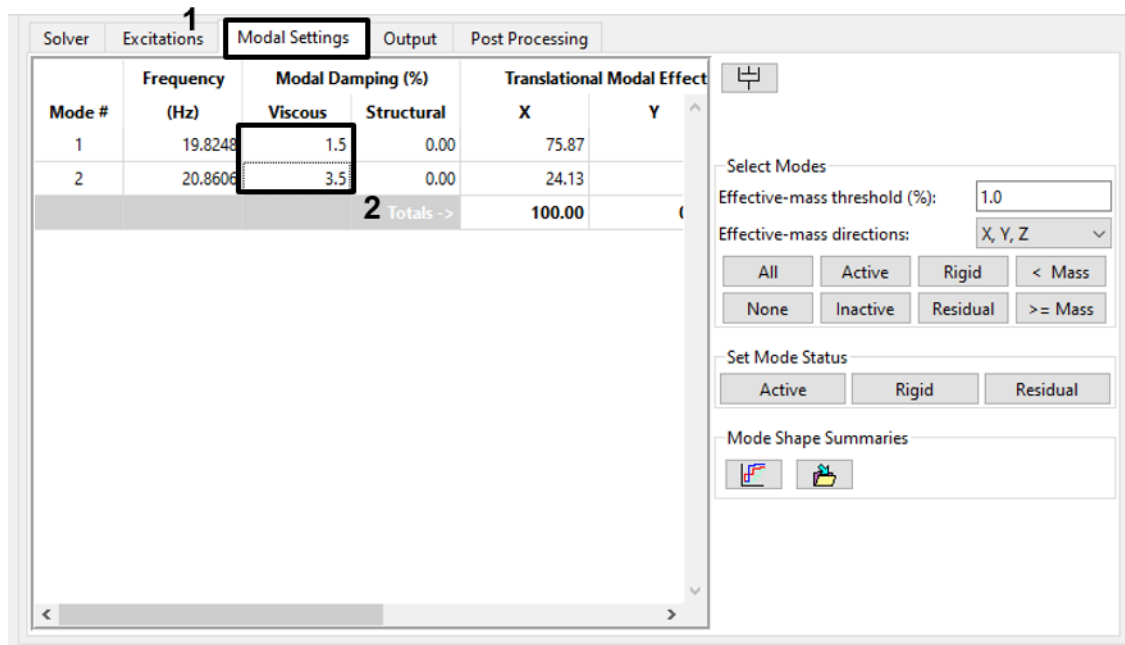 1
Solver Excitations Modal Settings Output Post Processing
Frequency Modal Damping (%) Translational Modal Effect
Mode # (Hz) Viscous Structural X Y
1 19.8248 1.5 0.00 75.87
2 20.8606 3.5 0.00 24.13
2 Totals -> 100.00
Select Modes
Effective-mass threshold (%): 1.0
Effective-mass directions: X, Y, Z
All Active Rigid < Mass
None Inactive Residual >= Mass
Set Mode Status
Active Rigid Residual
Mode Shape Summaries